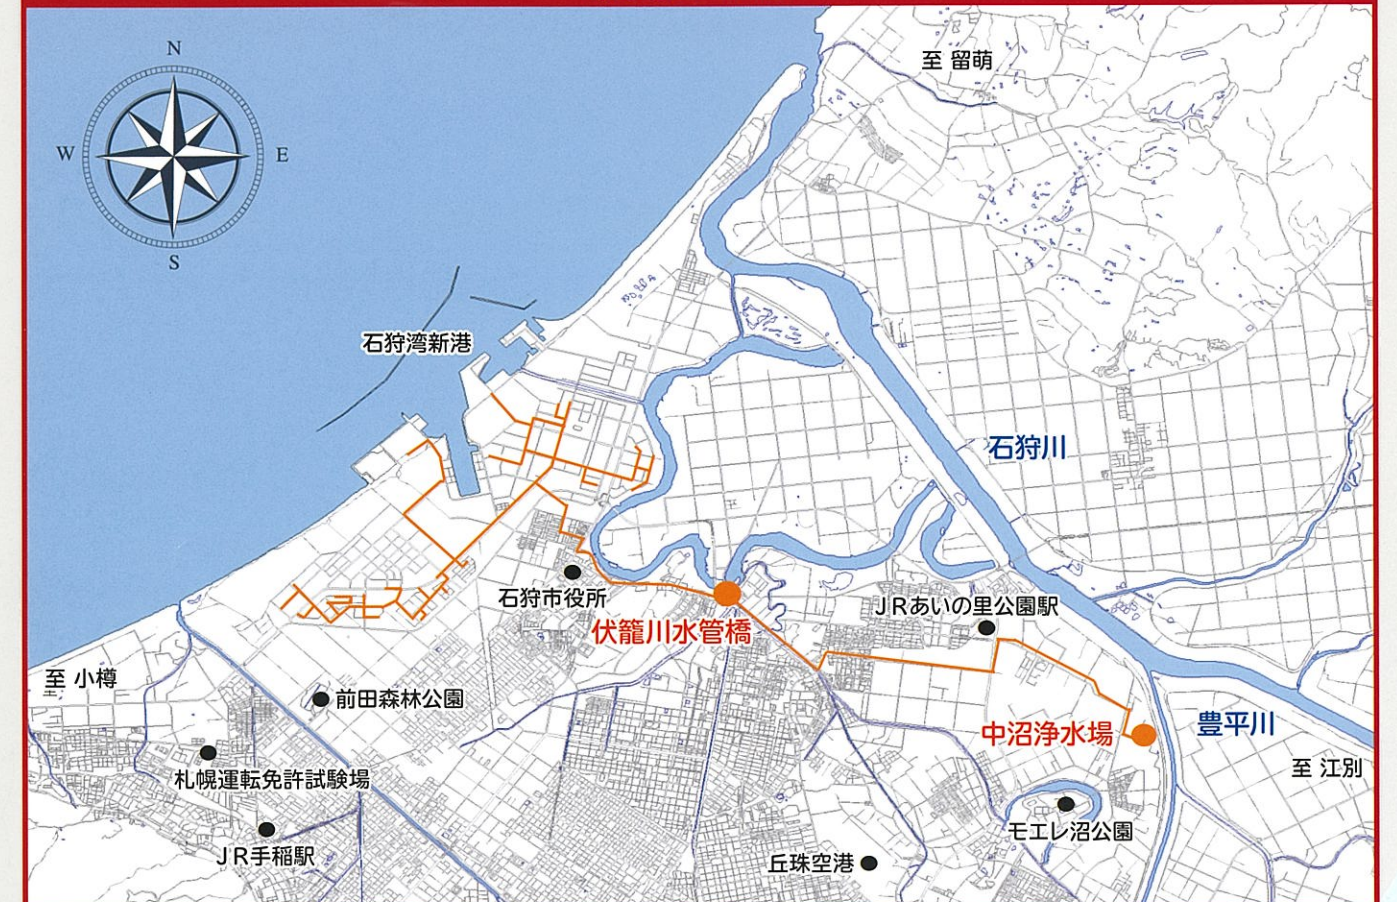 N
至 留萌
W
E
S
石狩湾新港
石狩川
石狩市役所
JRあいの里公園駅
伏籠川水管橋
至 小樽
前田森林公園
中沼浄水場
豊平川
札幌運転免許試験場
至 江別
モエレ沼公園
JR手稲駅
丘珠空港